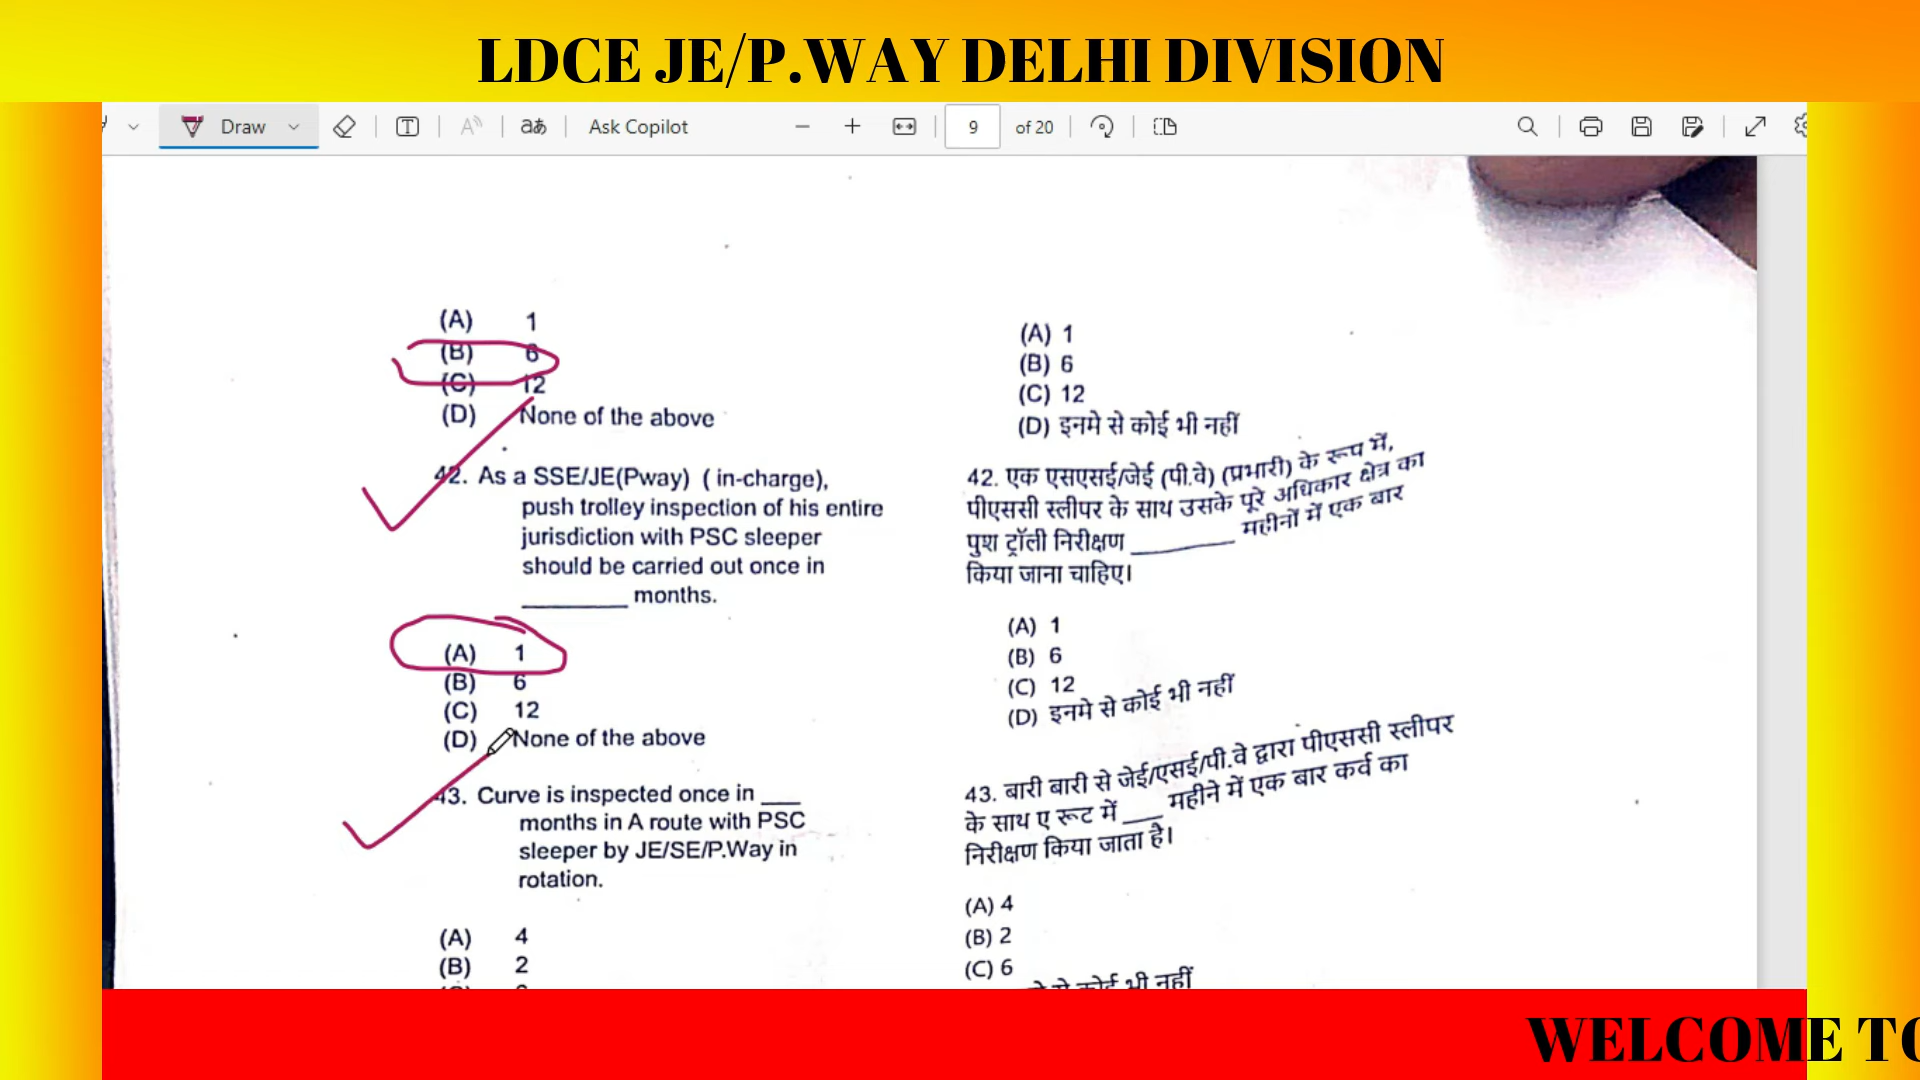 LDCE JE/P.WAY DELHI DIVISION
Draw
aあ
Ask Copilot
9
of 20
(A) 1
(B) 6
(C) 12
(D) None of the above
42. As a SSE/JE(Pway) ( in-charge),
push trolley inspection of his entire
jurisdiction with PSC sleeper
should be carried out once in
________ months.
(A) 1
(B) 6
(C) 12
(D) None of the above
43. Curve is inspected once in ___
months in A route with PSC
sleeper by JE/SE/P.Way in
rotation.
(A) 4
(B) 2
(A) 1
(B) 6
(C) 12
(D) इनमे से कोई भी नहीं
42. एक एसएसई/जेई (पी.वे) (प्रभारी) के रूप में,
पीएससी स्लीपर के साथ उसके पूरे अधिकार क्षेत्र का
पुश ट्रॉली निरीक्षण ________ महीनों में एक बार
किया जाना चाहिए।
(A) 1
(B) 6
(C) 12
(D) इनमे से कोई भी नहीं
43. बारी बारी से जेई/एसई/पी.वे द्वारा पीएससी स्लीपर
के साथ ए रूट में ___ महीने में एक बार कर्व का
निरीक्षण किया जाता है।
(A) 4
(B) 2
(C) 6
से कोई भी नहीं
WELCOME TO